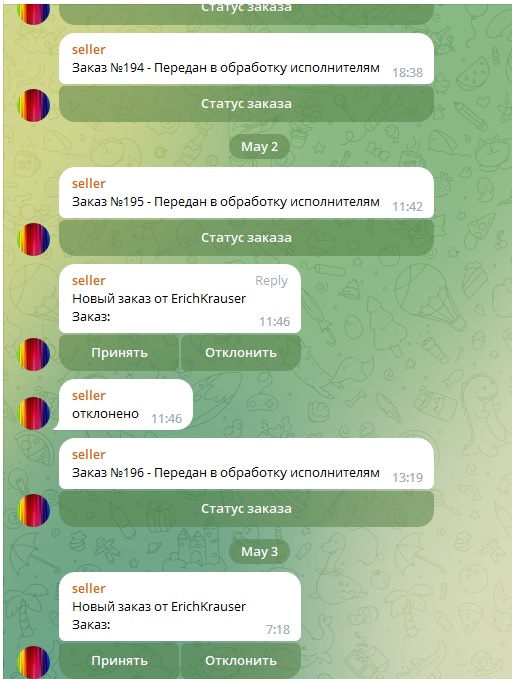 Статус заказа
seller
Заказ №194 - Передан в обработку исполнителям 18:38
Статус заказа
May 2
seller
Заказ №195 - Передан в обработку исполнителям 11:42
Статус заказа
seller Reply
Новый заказ от ErichKrauser
Заказ: 11:46
Принять Отклонить
seller
отклонено 11:46
seller
Заказ №196 - Передан в обработку исполнителям 13:19
Статус заказа
May 3
seller
Новый заказ от ErichKrauser
Заказ: 7:18
Принять Отклонить